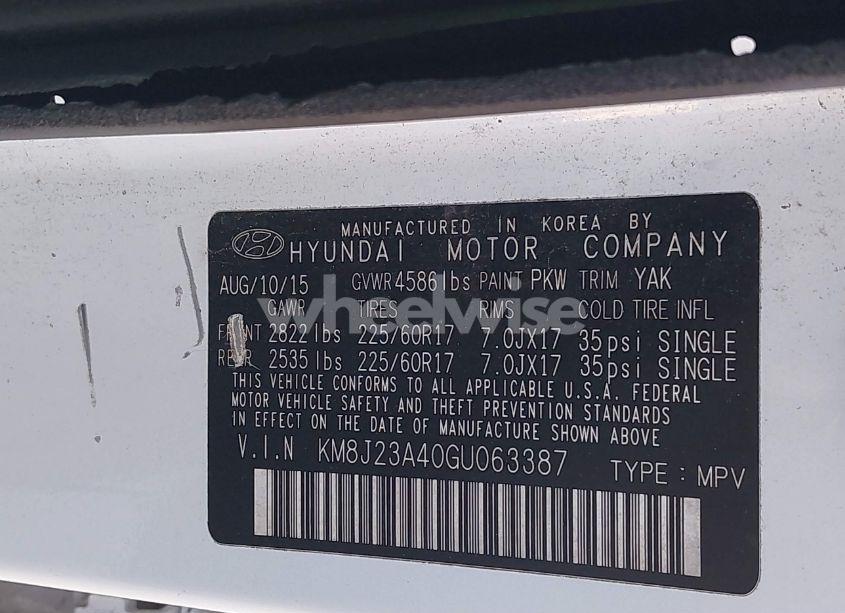 MANUFACTURED IN KOREA BY
HYUNDAI MOTOR COMPANY
AUG/10/15 GVWR 4586 lbs PAINT PKW TRIM YAK
GAWR TIRES RIMS COLD TIRE INFL
FRONT 2822 lbs 225/60R17 7.0JX17 35psi SINGLE
REAR 2535 lbs 225/60R17 7.0JX17 35psi SINGLE
THIS VEHICLE CONFORMS TO ALL APPLICABLE U.S.A. FEDERAL
MOTOR VEHICLE SAFETY AND THEFT PREVENTION STANDARDS
IN EFFECT ON THE DATE OF MANUFACTURE SHOWN ABOVE
V.I.N KM8J23A40GU063387 TYPE : MPV
wheelwise